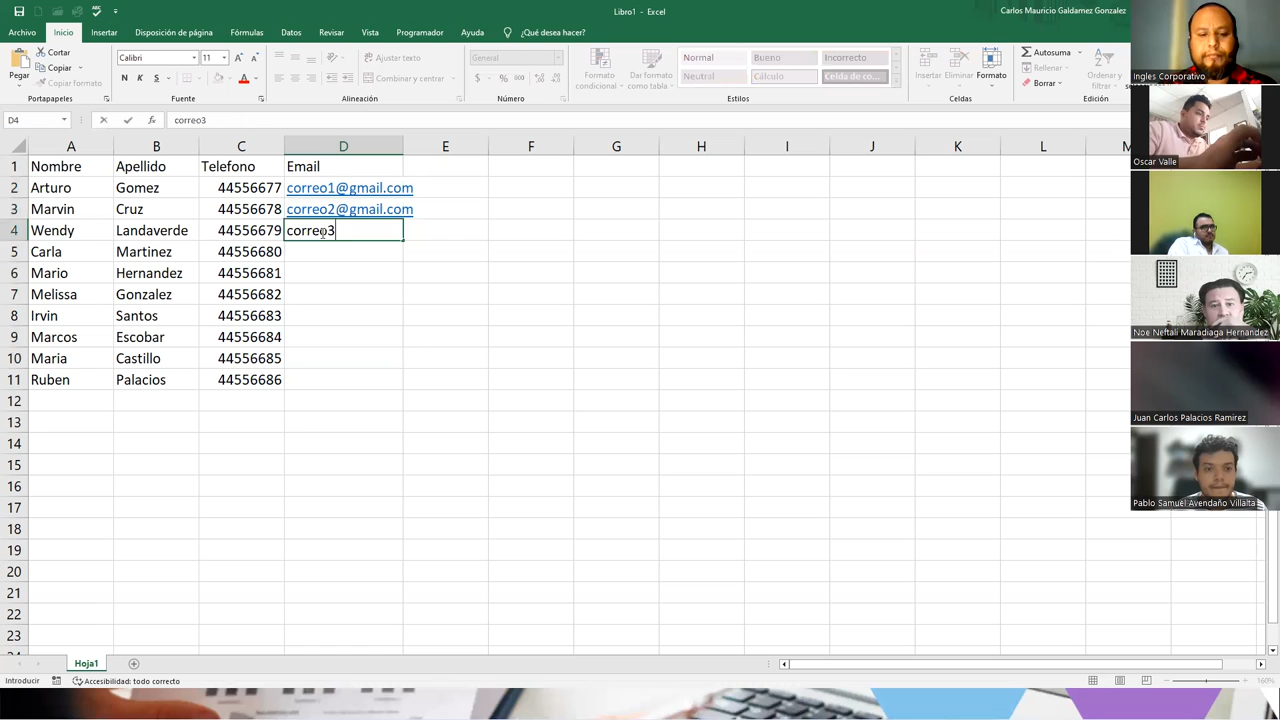 Libro1 - Excel
Carlos Mauricio Galdamez Gonzalez
Archivo Inicio Insertar Disposición de página Fórmulas Datos Revisar Vista Programador Ayuda ¿Qué desea hacer?
Pegar
Cortar
Copiar
Copiar formato
Portapapeles
Calibri 11
N K S
Fuente
Ajustar texto
Combinar y centrar
Alineación
General
$ % 000
Número
Formato condicional
Dar formato como tabla
Normal Bueno Incorrecto
Neutral Cálculo Celda de co...
Estilos
Insertar Eliminar Formato
Celdas
Autosuma
Rellenar
Borrar
Ordenar y filtrar
Edición
D4 fx correo3
A B C D E F G H I J K L M
1 Nombre Apellido Telefono Email
2 Arturo Gomez 44556677 correo1@gmail.com
3 Marvin Cruz 44556678 correo2@gmail.com
4 Wendy Landaverde 44556679 correo3
5 Carla Martinez 44556680
6 Mario Hernandez 44556681
7 Melissa Gonzalez 44556682
8 Irvin Santos 44556683
9 Marcos Escobar 44556684
10 Maria Castillo 44556685
11 Ruben Palacios 44556686
12
13
14
15
16
17
18
19
20
21
22
23
Hoja1
Introducir Accesibilidad: todo correcto 160%
Ingles Corporativo
Oscar Valle
Noe Neftali Maradiaga Hernandez
Juan Carlos Palacios Ramirez
Pablo Samuel Avendaño Villalta